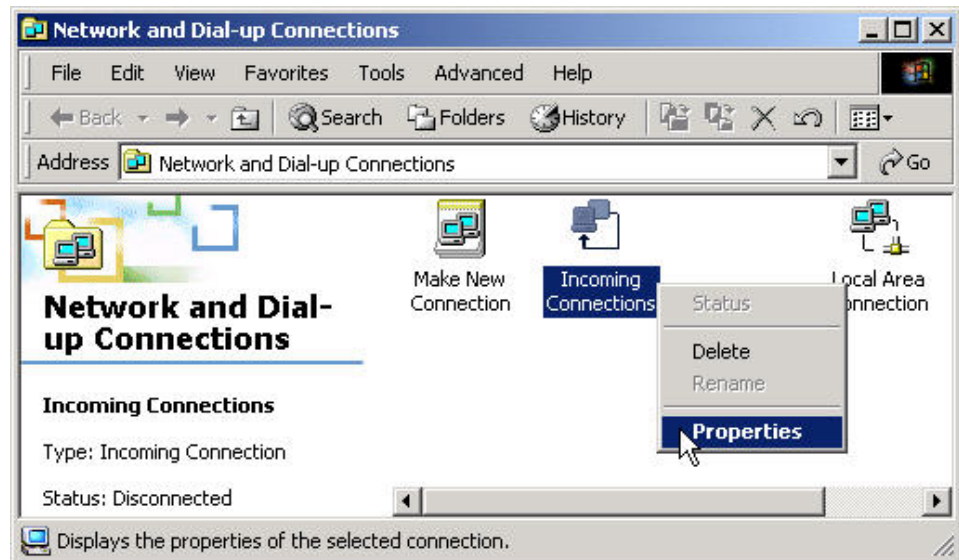 Network and Dial-up Connections
File Edit View Favorites Tools Advanced Help
Back Search Folders History
Address Network and Dial-up Connections Go
Network and Dial-
up Connections
Incoming Connections
Type: Incoming Connection
Status: Disconnected
Make New
Connection
Incoming
Connections
Local Area
onnection
Status
Delete
Rename
Properties
Displays the properties of the selected connection.